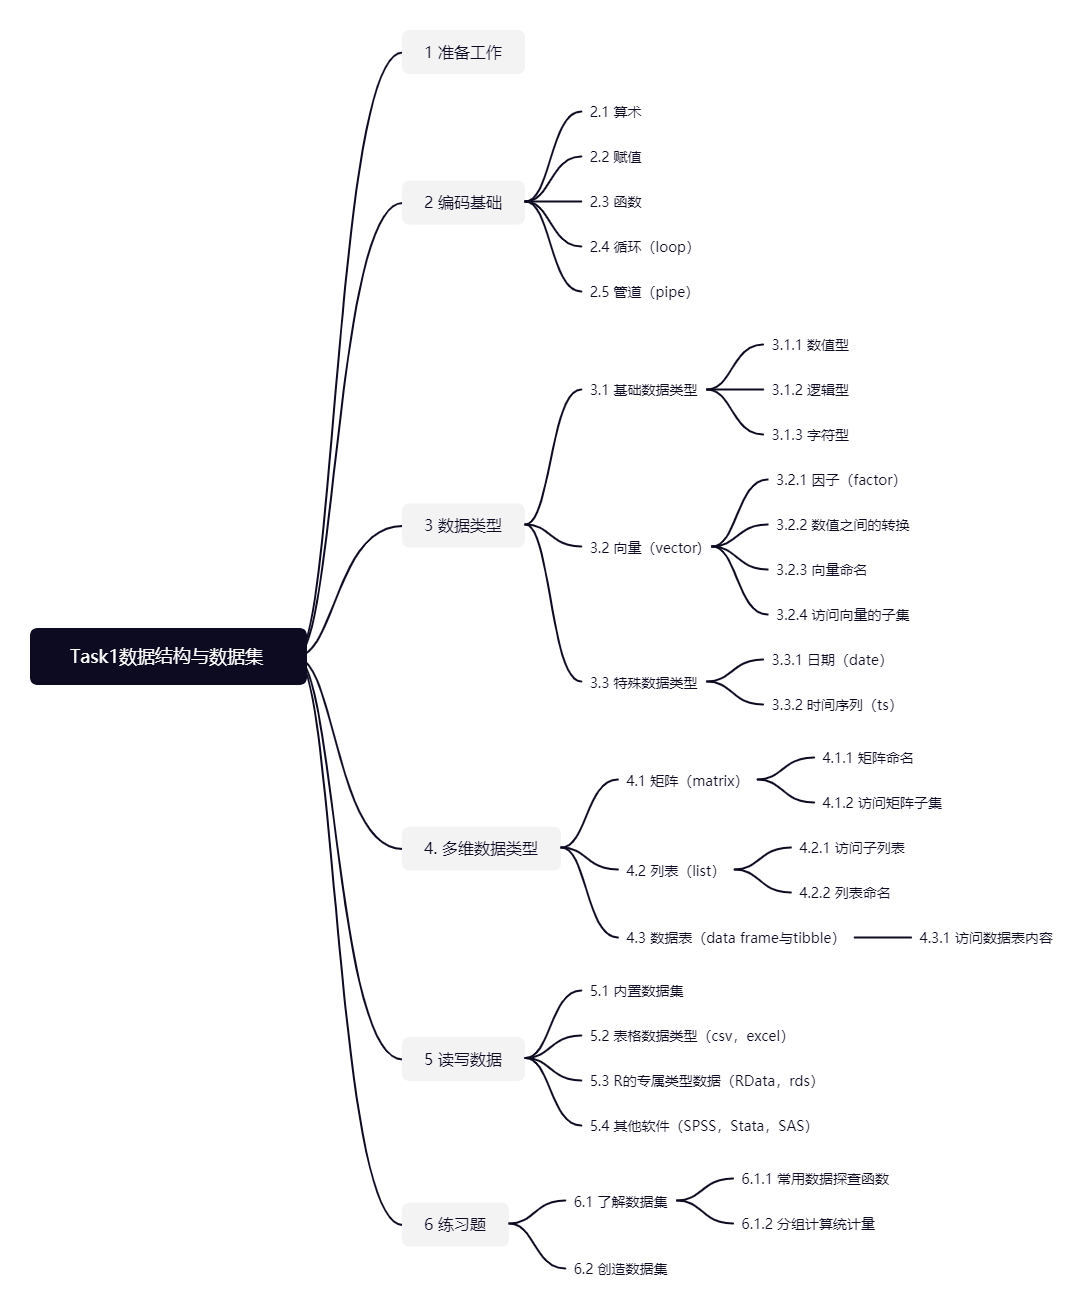 Task1数据结构与数据集
1 准备工作
2 编码基础
2.1 算术
2.2 赋值
2.3 函数
2.4 循环（loop）
2.5 管道（pipe）
3 数据类型
3.1 基础数据类型
3.1.1 数值型
3.1.2 逻辑型
3.1.3 字符型
3.2 向量（vector）
3.2.1 因子（factor）
3.2.2 数值之间的转换
3.2.3 向量命名
3.2.4 访问向量的子集
3.3 特殊数据类型
3.3.1 日期（date）
3.3.2 时间序列（ts）
4. 多维数据类型
4.1 矩阵（matrix）
4.1.1 矩阵命名
4.1.2 访问矩阵子集
4.2 列表（list）
4.2.1 访问子列表
4.2.2 列表命名
4.3 数据表（data frame与tibble）
4.3.1 访问数据表内容
5 读写数据
5.1 内置数据集
5.2 表格数据类型（csv，excel）
5.3 R的专属类型数据（RData，rds）
5.4 其他软件（SPSS，Stata，SAS）
6 练习题
6.1 了解数据集
6.1.1 常用数据探查函数
6.1.2 分组计算统计量
6.2 创造数据集